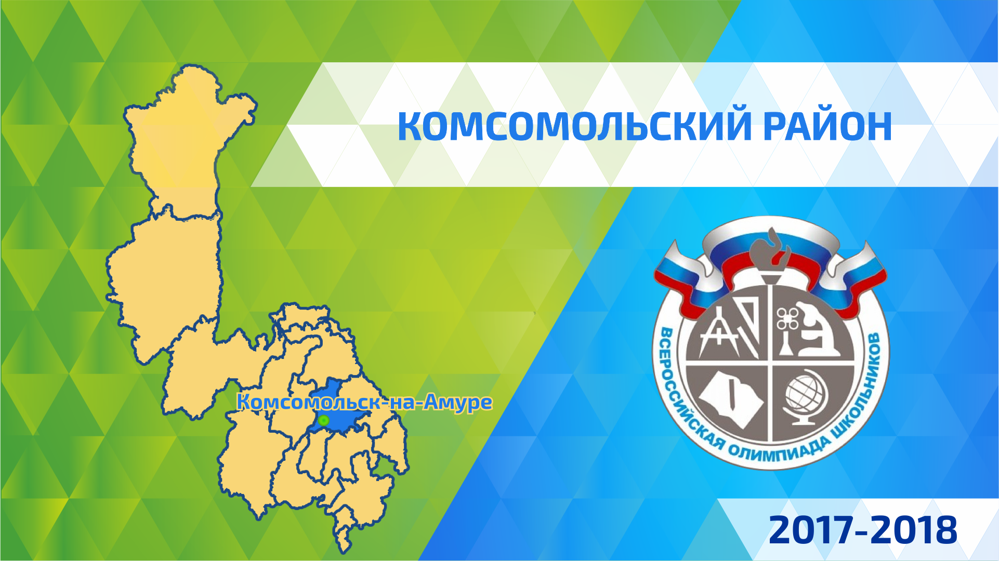 КОМСОМОЛЬСКИЙ РАЙОН
Комсомольск-на-Амуре
ВСЕРОССИЙСКАЯ ОЛИМПИАДА ШКОЛЬНИКОВ
2017-2018